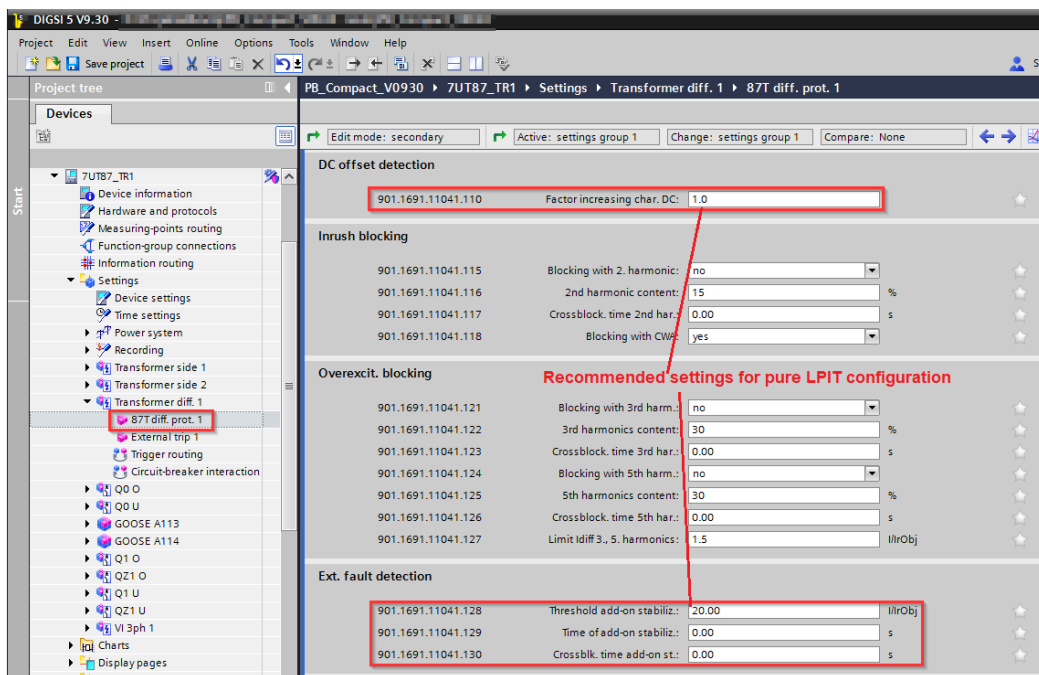 DIGSI 5 V9.30 -
Project Edit View Insert Online Options Tools Window Help
Save project
Project tree
PB_Compact_V0930 ▸ 7UT87_TR1 ▸ Settings ▸ Transformer diff. 1 ▸ 87T diff. prot. 1
Devices
Start
Edit mode: secondary Active: settings group 1 Change: settings group 1 Compare: None
7UT87_TR1
Device information
Hardware and protocols
Measuring-points routing
Function-group connections
Information routing
Settings
Device settings
Time settings
Power system
Recording
Transformer side 1
Transformer side 2
Transformer diff. 1
87T diff. prot. 1
External trip 1
Trigger routing
Circuit-breaker interaction
Q0 O
Q0 U
GOOSE A113
GOOSE A114
Q1 O
QZ1 O
Q1 U
QZ1 U
VI 3ph 1
Charts
Display pages
DC offset detection
901.1691.11041.110 Factor increasing char. DC: 1.0
Inrush blocking
901.1691.11041.115 Blocking with 2. harmonic: no
901.1691.11041.116 2nd harmonic content: 15 %
901.1691.11041.117 Crossblock. time 2nd har.: 0.00 s
901.1691.11041.118 Blocking with CWA: yes
Overexcit. blocking
Recommended settings for pure LPIT configuration
901.1691.11041.121 Blocking with 3rd harm.: no
901.1691.11041.122 3rd harmonics content: 30 %
901.1691.11041.123 Crossblock. time 3rd har.: 0.00 s
901.1691.11041.124 Blocking with 5th harm.: no
901.1691.11041.125 5th harmonics content: 30 %
901.1691.11041.126 Crossblock. time 5th har.: 0.00 s
901.1691.11041.127 Limit Idiff 3., 5. harmonics: 1.5 I/IrObj
Ext. fault detection
901.1691.11041.128 Threshold add-on stabiliz.: 20.00 I/IrObj
901.1691.11041.129 Time of add-on stabiliz.: 0.00 s
901.1691.11041.130 Crossblk. time add-on st.: 0.00 s